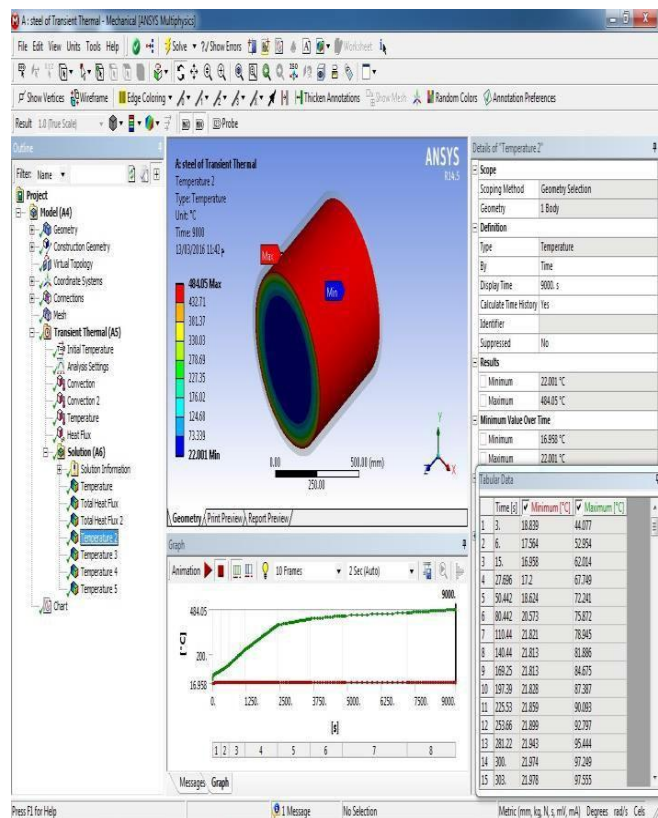 A : steel of Transient Thermal - Mechanical [ANSYS Multiphysics]
File Edit View Units Tools Help Solve ?/Show Errors Worksheet
Show Vertices Wireframe Edge Coloring Thicken Annotations Show Mesh Random Colors Annotation Preferences
Result 1.0 (True Scale) Probe
Outline
Filter: Name
Project
Model (A4)
Geometry
Construction Geometry
Virtual Topology
Coordinate Systems
Connections
Mesh
Transient Thermal (A5)
Initial Temperature
Analysis Settings
Convection
Convection 2
Temperature
Heat Flux
Solution (A6)
Solution Information
Temperature
Total Heat Flux
Total Heat Flux 2
Temperature 2
Temperature 3
Temperature 4
Temperature 5
Chart
A: steel of Transient Thermal
Temperature 2
Type: Temperature
Unit: °C
Time: 9000
13/03/2016 11:42 م
484.05 Max
432.71
381.37
330.03
278.69
227.35
176.02
124.68
73.339
22.001 Min
ANSYS
R14.5
Max
Min
0.00 500.00 (mm)
250.00
Y
Z X
Geometry Print Preview Report Preview
Graph
Animation 10 Frames 2 Sec (Auto)
9000.
484.05
200.
16.958
[°C]
0. 1250. 2500. 3750. 5000. 6250. 7500. 9000.
[s]
1 2 3 4 5 6 7 8
Messages Graph
Details of "Temperature 2"
Scope
Scoping Method Geometry Selection
Geometry 1 Body
Definition
Type Temperature
By Time
Display Time 9000. s
Calculate Time History Yes
Identifier
Suppressed No
Results
Minimum 22.001 °C
Maximum 484.05 °C
Minimum Value Over Time
Minimum 16.958 °C
Maximum 22.001 °C
Tabular Data
Time [s] Minimum [°C] Maximum [°C]
1 3. 18.839 44.077
2 6. 17.564 52.954
3 15. 16.958 62.014
4 27.696 17.2 67.749
5 50.442 18.624 72.241
6 80.442 20.573 75.872
7 110.44 21.821 78.945
8 140.44 21.813 81.886
9 169.25 21.813 84.675
10 197.39 21.828 87.387
11 225.53 21.859 90.093
12 253.66 21.899 92.797
13 281.22 21.943 95.444
14 300. 21.974 97.249
15 303. 21.978 97.555
Press F1 for Help 1 Message No Selection Metric (mm, kg, N, s, mV, mA) Degrees rad/s Cels